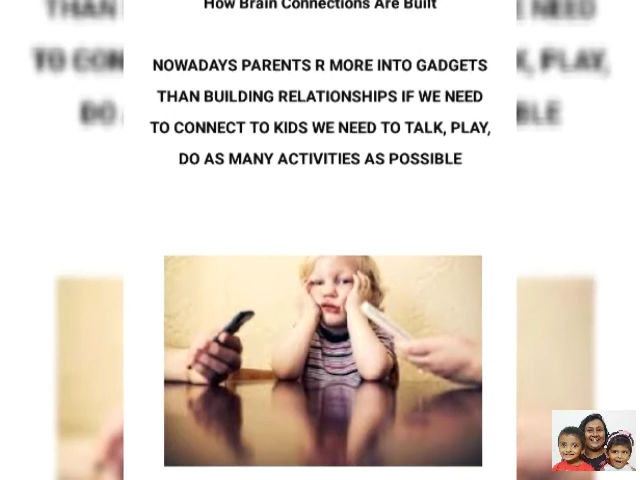 How Brain Connections Are Built
NOWADAYS PARENTS R MORE INTO GADGETS
THAN BUILDING RELATIONSHIPS IF WE NEED
TO CONNECT TO KIDS WE NEED TO TALK, PLAY,
DO AS MANY ACTIVITIES AS POSSIBLE